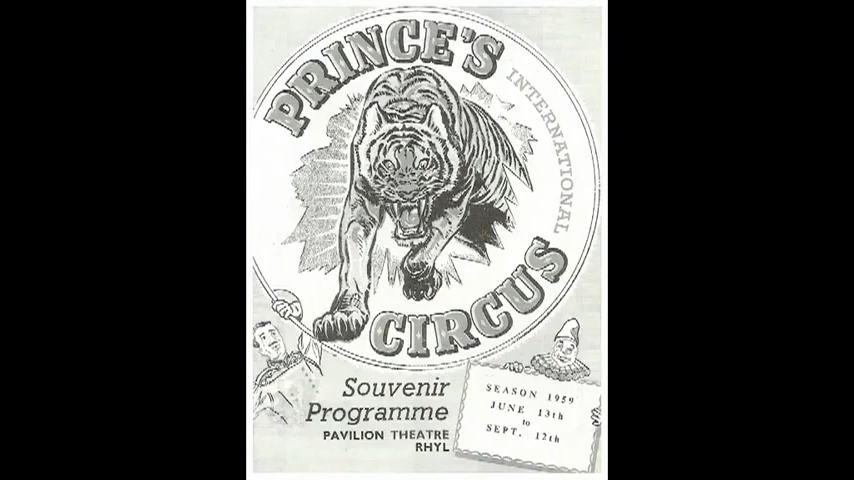 PRINCE'S
INTERNATIONAL
CIRCUS
Souvenir
Programme
PAVILION THEATRE
RHYL
SEASON 1959
JUNE 13th
to
SEPT. 12th